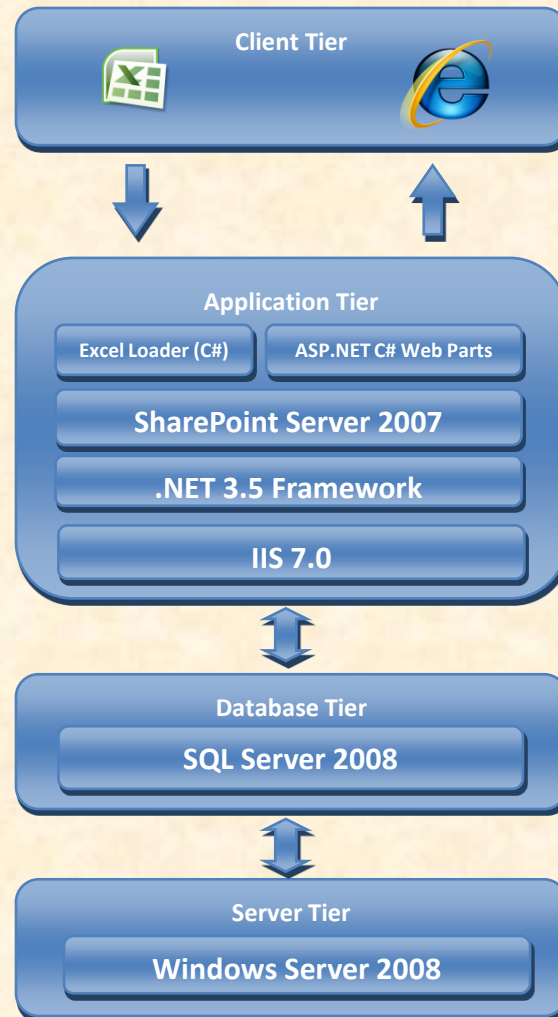 Client Tier
Application Tier
Excel Loader (C#)
ASP.NET C# Web Parts
SharePoint Server 2007
.NET 3.5 Framework
IIS 7.0
Database Tier
SQL Server 2008
Server Tier
Windows Server 2008